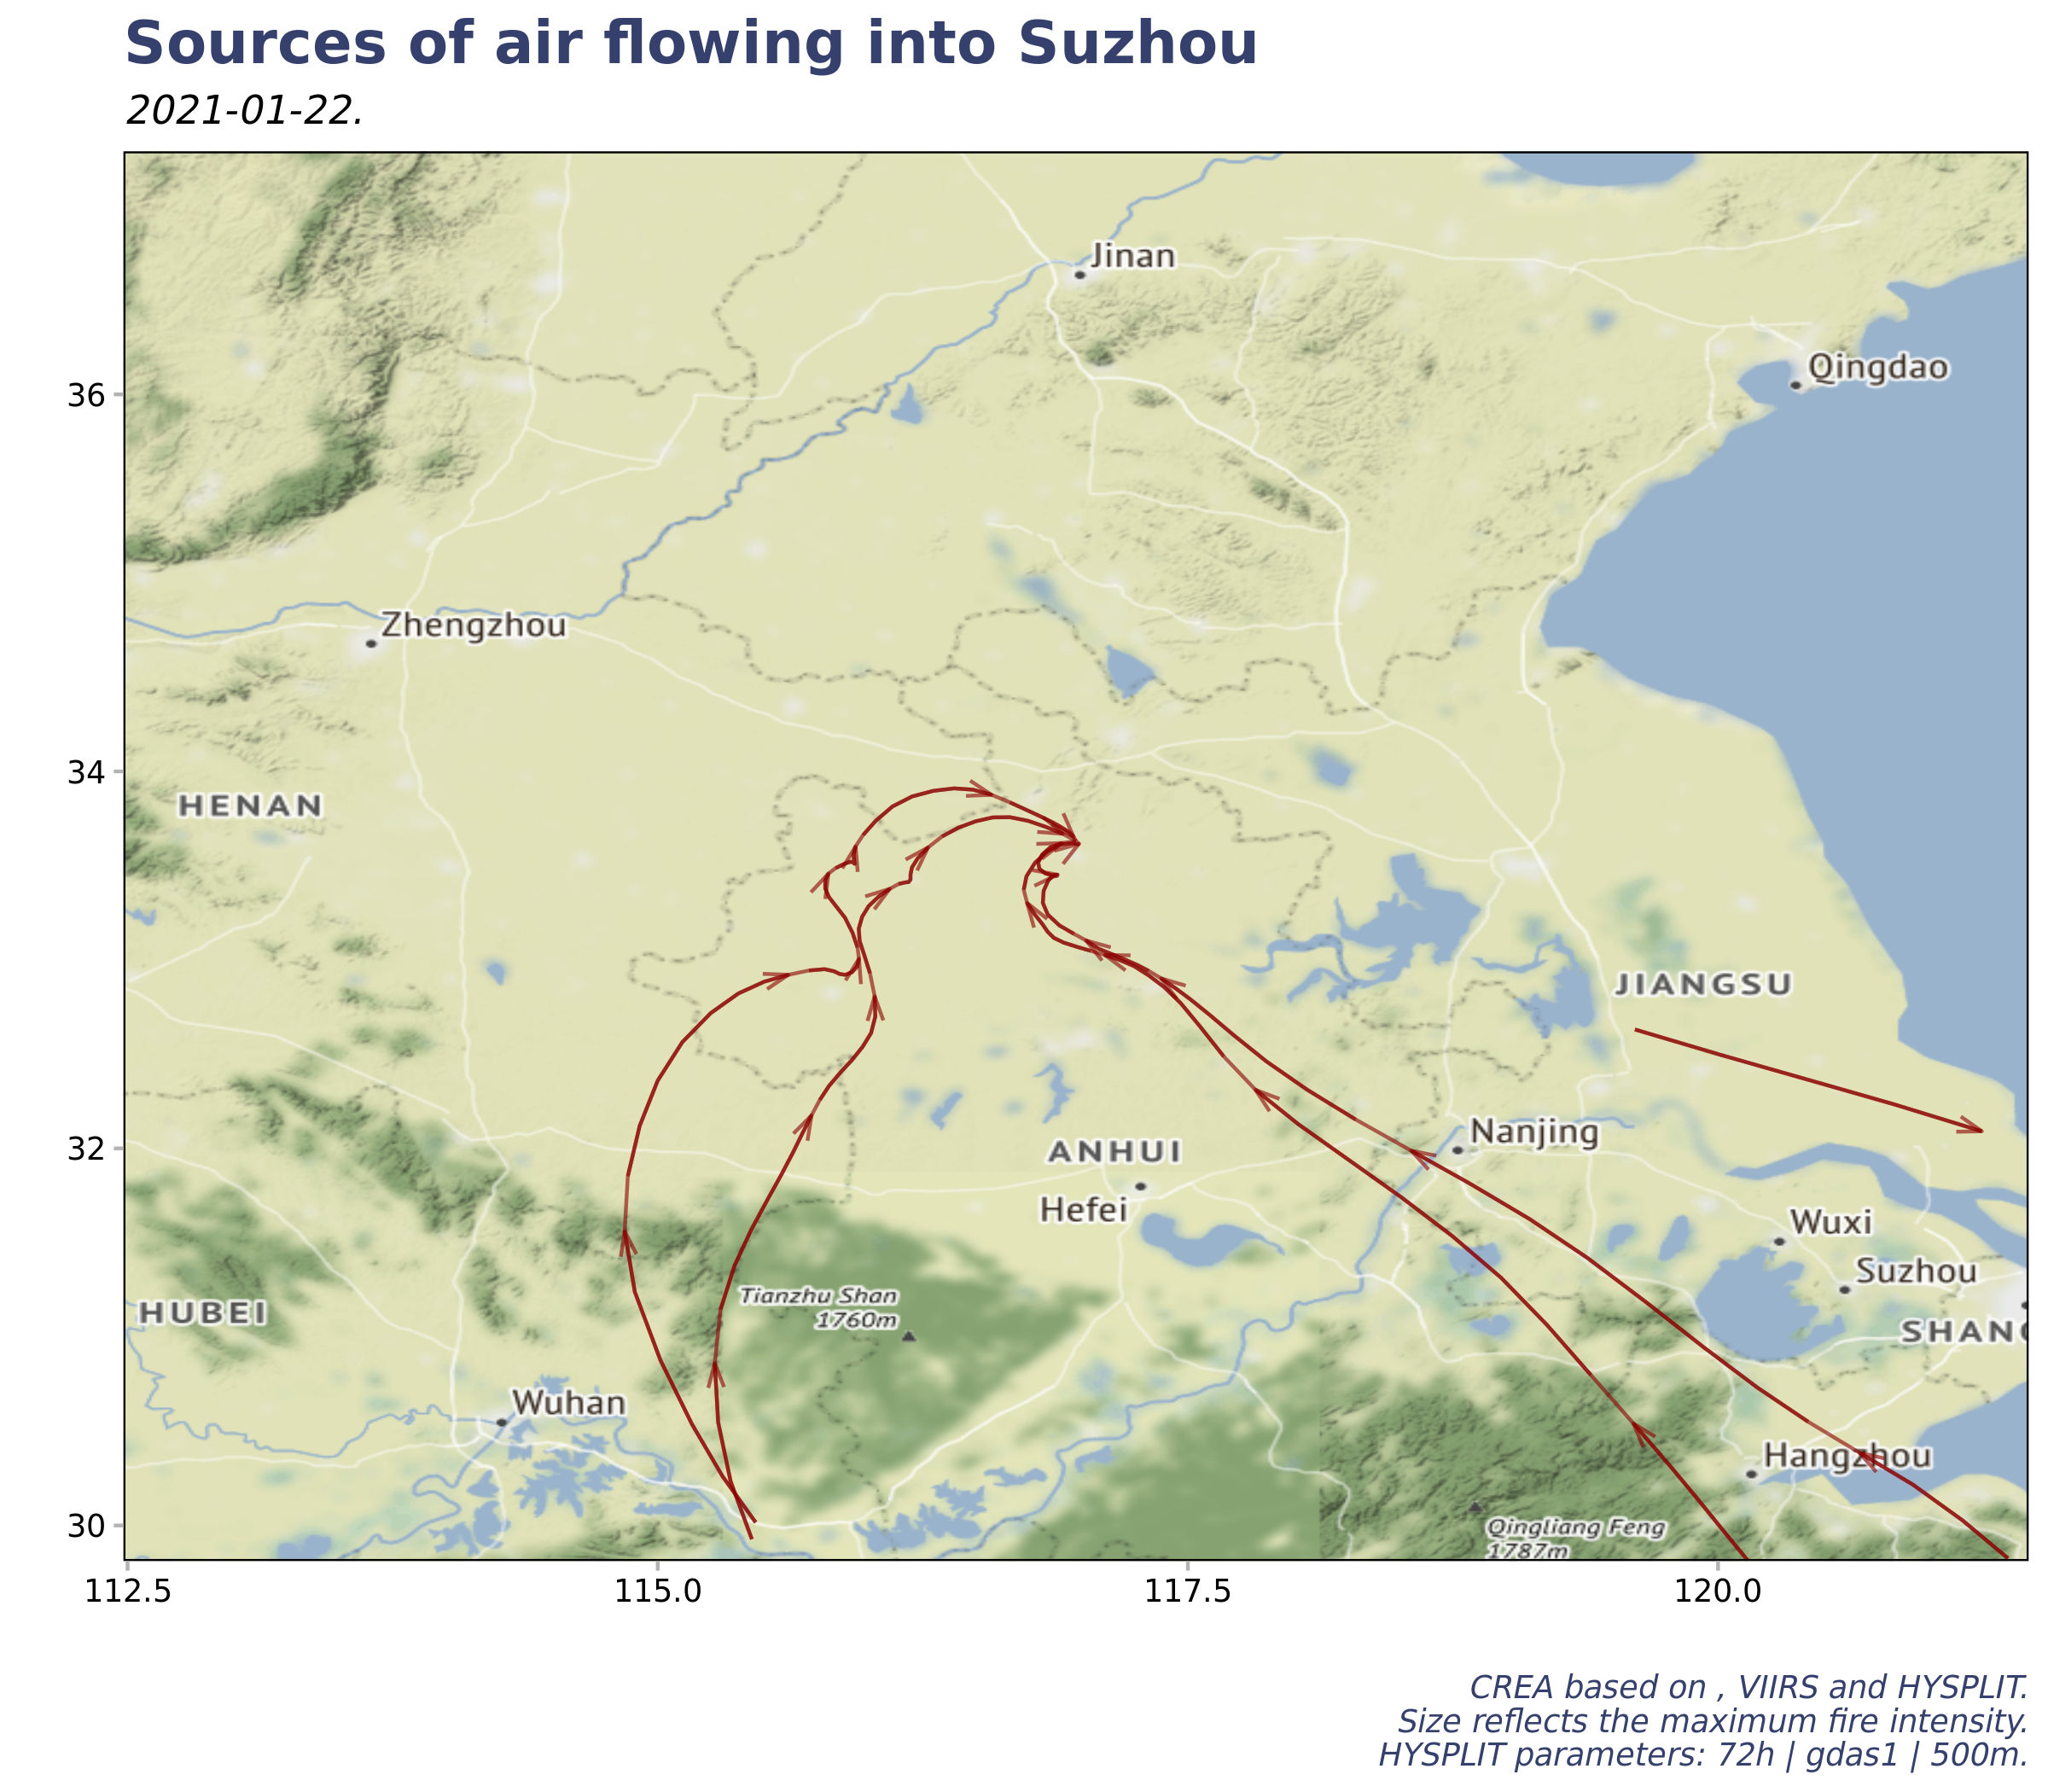 Sources of air flowing into Suzhou
2021-01-22.
Jinan
Qingdao
36
Zhengzhou
34
HENAN
JIANGSU
32
Nanjing
ANHUI
Hefei
Wuxi
Suzhou
Tianzhu Shan
1760m
HUBEI
SHANG
Wuhan
Hangzhou
30
Qingliang Feng
1787m
112.5
115.0
117.5
120.0
CREA based on , VIIRS and HYSPLIT.
Size reflects the maximum fire intensity.
HYSPLIT parameters: 72h | gdas1 | 500m.